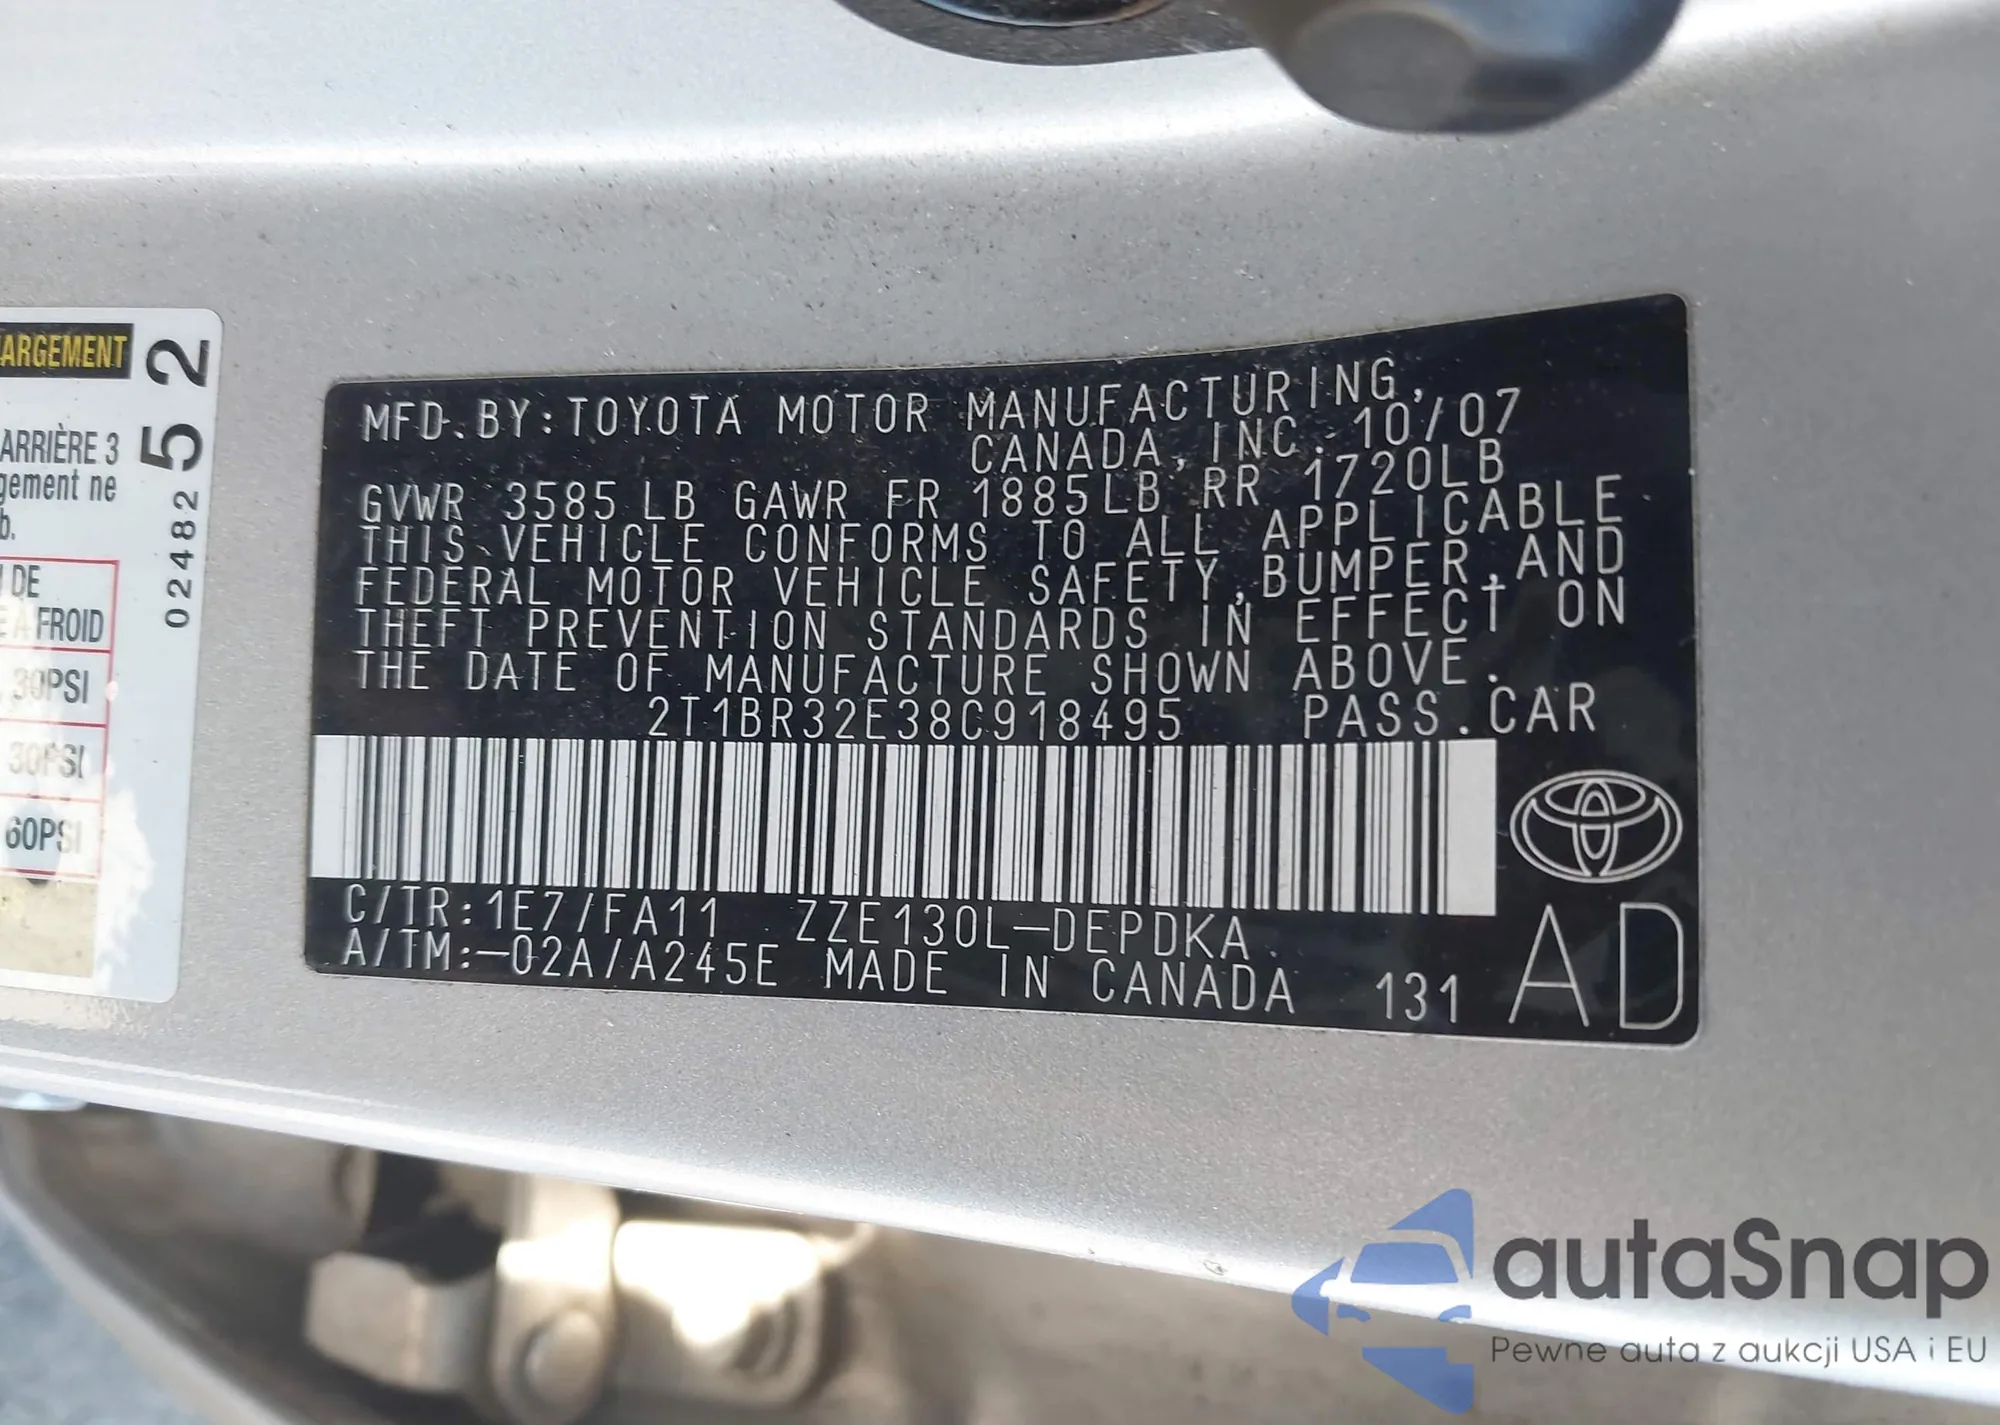 ARGEMENT
ARRIÈRE 3
gement ne
b.
DE
À FROID
30PSI
30PSI
60PSI
02482 52
MFD.BY:TOYOTA MOTOR MANUFACTURING,
CANADA, INC. 10/07
GVWR 3585LB GAWR FR 1885LB RR 1720LB
THIS VEHICLE CONFORMS TO ALL APPLICABLE
FEDERAL MOTOR VEHICLE SAFETY,BUMPER,AND
THEFT PREVENTION STANDARDS IN EFFECT ON
THE DATE OF MANUFACTURE SHOWN ABOVE.
2T1BR32E38C918495 PASS.CAR
C/TR:1E7/FA11 ZZE130L-DEPDKA
A/TM:-02A/A245E MADE IN CANADA 131
AD
autaSnap
Pewne auta z aukcji USA i EU